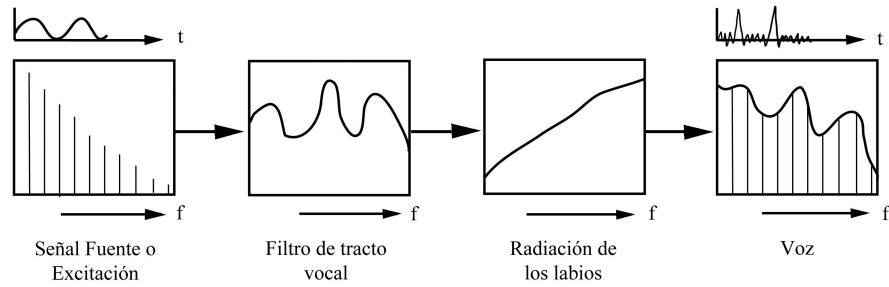 t
t
f
f
f
f
Señal Fuente o
Excitación
Filtro de tracto
vocal
Radiación de
los labios
Voz